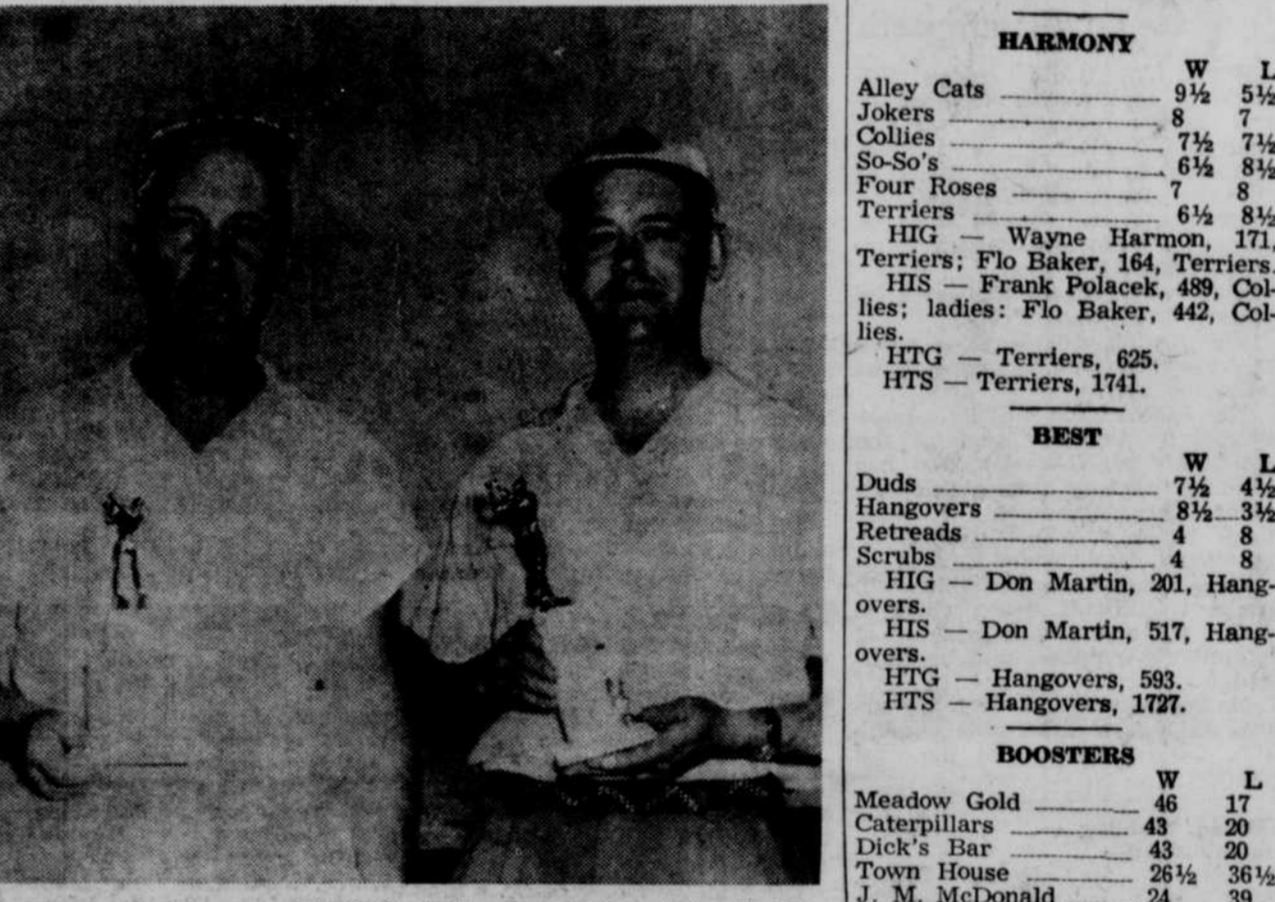 HARMONY
W L
Alley Cats 9½ 5½
Jokers 8 7
Collies 7½ 7½
So-So's 6½ 8½
Four Roses 7 8
Terriers 6½ 8½
HIG — Wayne Harmon, 171,
Terriers; Flo Baker, 164, Terriers.
HIS — Frank Polacek, 489, Col-
lies; ladies: Flo Baker, 442, Col-
lies.
HTG — Terriers, 625.
HTS — Terriers, 1741.
BEST
W L
Duds 7½ 4½
Hangovers 8½ 3½
Retreads 4 8
Scrubs 4 8
HIG — Don Martin, 201, Hang-
overs.
HIS — Don Martin, 517, Hang-
overs.
HTG — Hangovers, 593.
HTS — Hangovers, 1727.
BOOSTERS
W L
Meadow Gold 46 17
Caterpillars 43 20
Dick's Bar 43 20
Town House 26½ 36½
J. M. McDonald 24 39